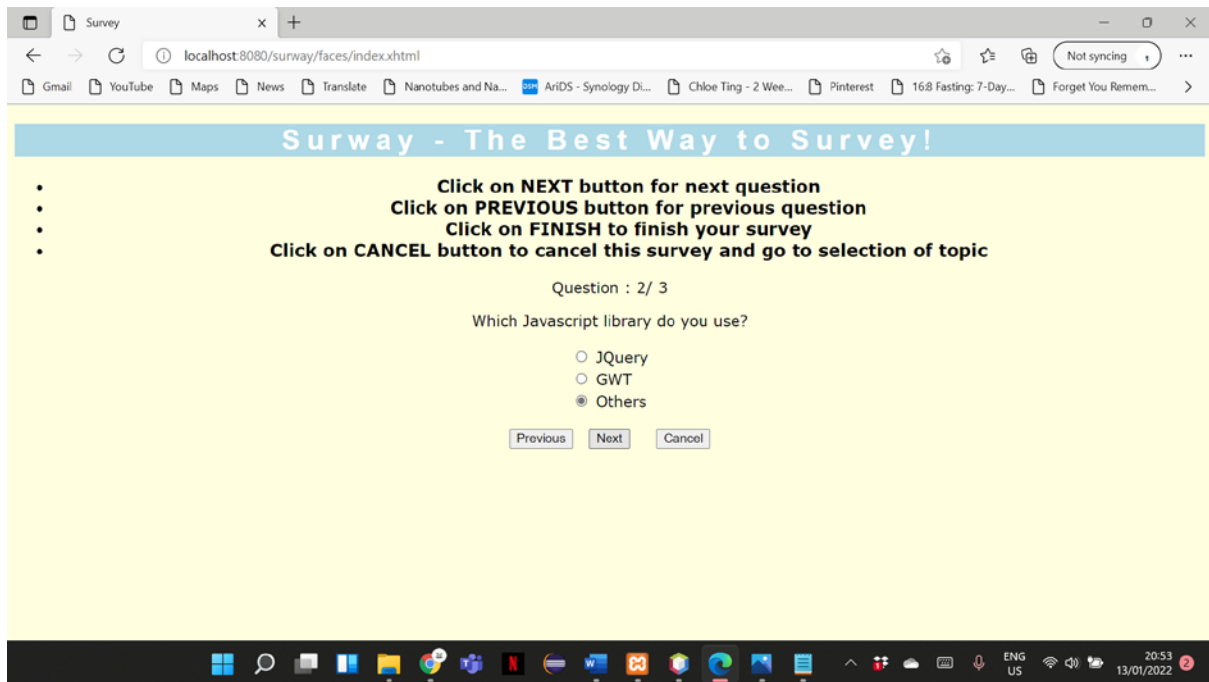 Survey
localhost:8080/surway/faces/index.xhtml
Not syncing
Gmail YouTube Maps News Translate Nanotubes and Na... AriDS - Synology Di... Chloe Ting - 2 Wee... Pinterest 16:8 Fasting: 7-Day... Forget You Remem...
Surway - The Best Way to Survey!
• Click on NEXT button for next question
• Click on PREVIOUS button for previous question
• Click on FINISH to finish your survey
• Click on CANCEL button to cancel this survey and go to selection of topic
Question : 2/ 3
Which Javascript library do you use?
JQuery
GWT
Others
Previous Next Cancel
ENG 20:53
US 13/01/2022 2